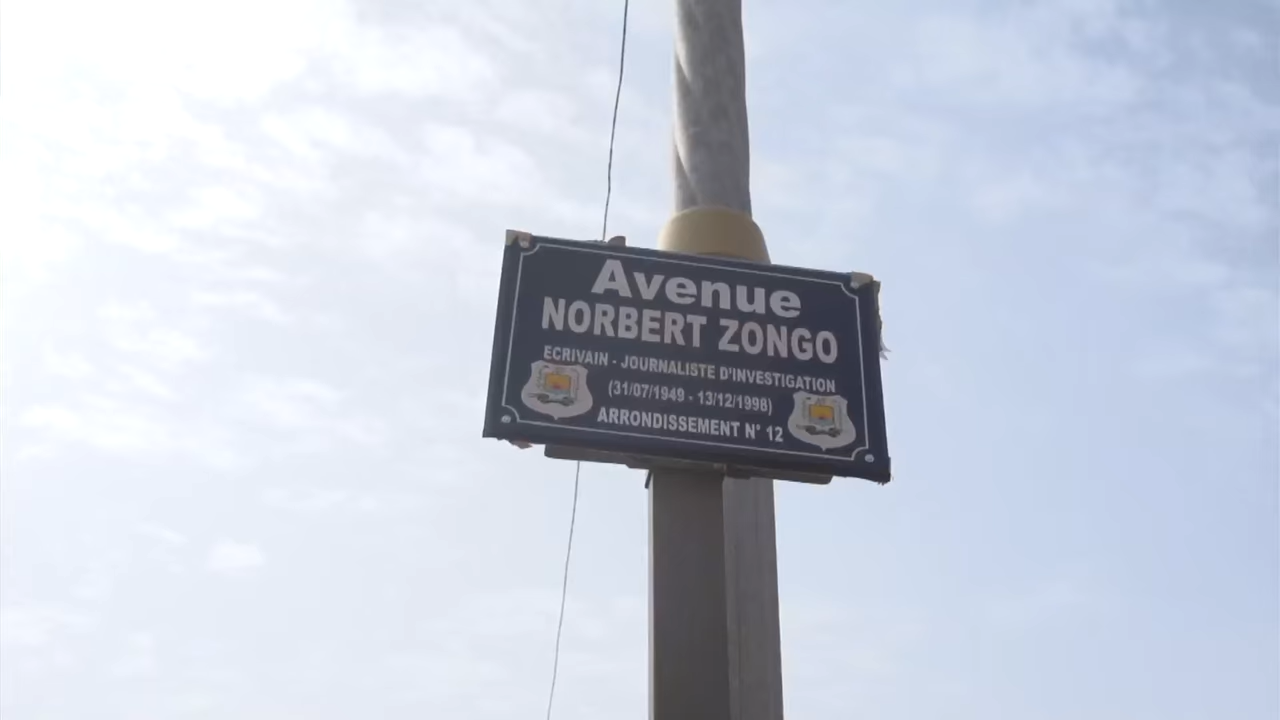 Avenue
NORBERT ZONGO
ECRIVAIN - JOURNALISTE D'INVESTIGATION
(31/07/1949 - 13/12/1998)
ARRONDISSEMENT N° 12